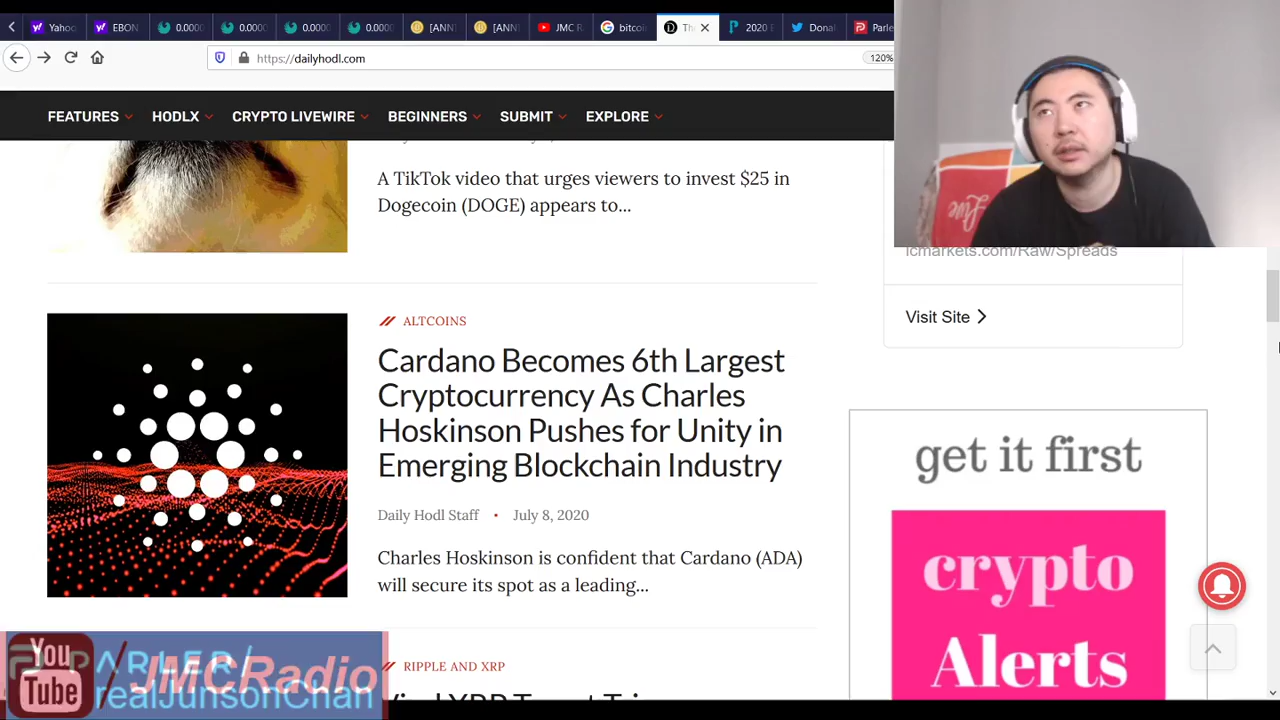 Yahoo
EBON
0.0000
0.0000
0.0000
0.0000
[ANN]
[ANN]
JMC R
bitcoi
Th
2020 E
Donal
Parle
https://dailyhodl.com
120%
FEATURES
HODLX
CRYPTO LIVEWIRE
BEGINNERS
SUBMIT
EXPLORE
A TikTok video that urges viewers to invest $25 in
Dogecoin (DOGE) appears to...
Live
icmarkets.com/Raw/Spreads
Visit Site
// ALTCOINS
Cardano Becomes 6th Largest
Cryptocurrency As Charles
Hoskinson Pushes for Unity in
Emerging Blockchain Industry
Daily Hodl Staff • July 8, 2020
Charles Hoskinson is confident that Cardano (ADA)
will secure its spot as a leading...
get it first
crypto
Alerts
// RIPPLE AND XRP
You
Tube
PARLER/
/JMCRadio
realJunsonChan